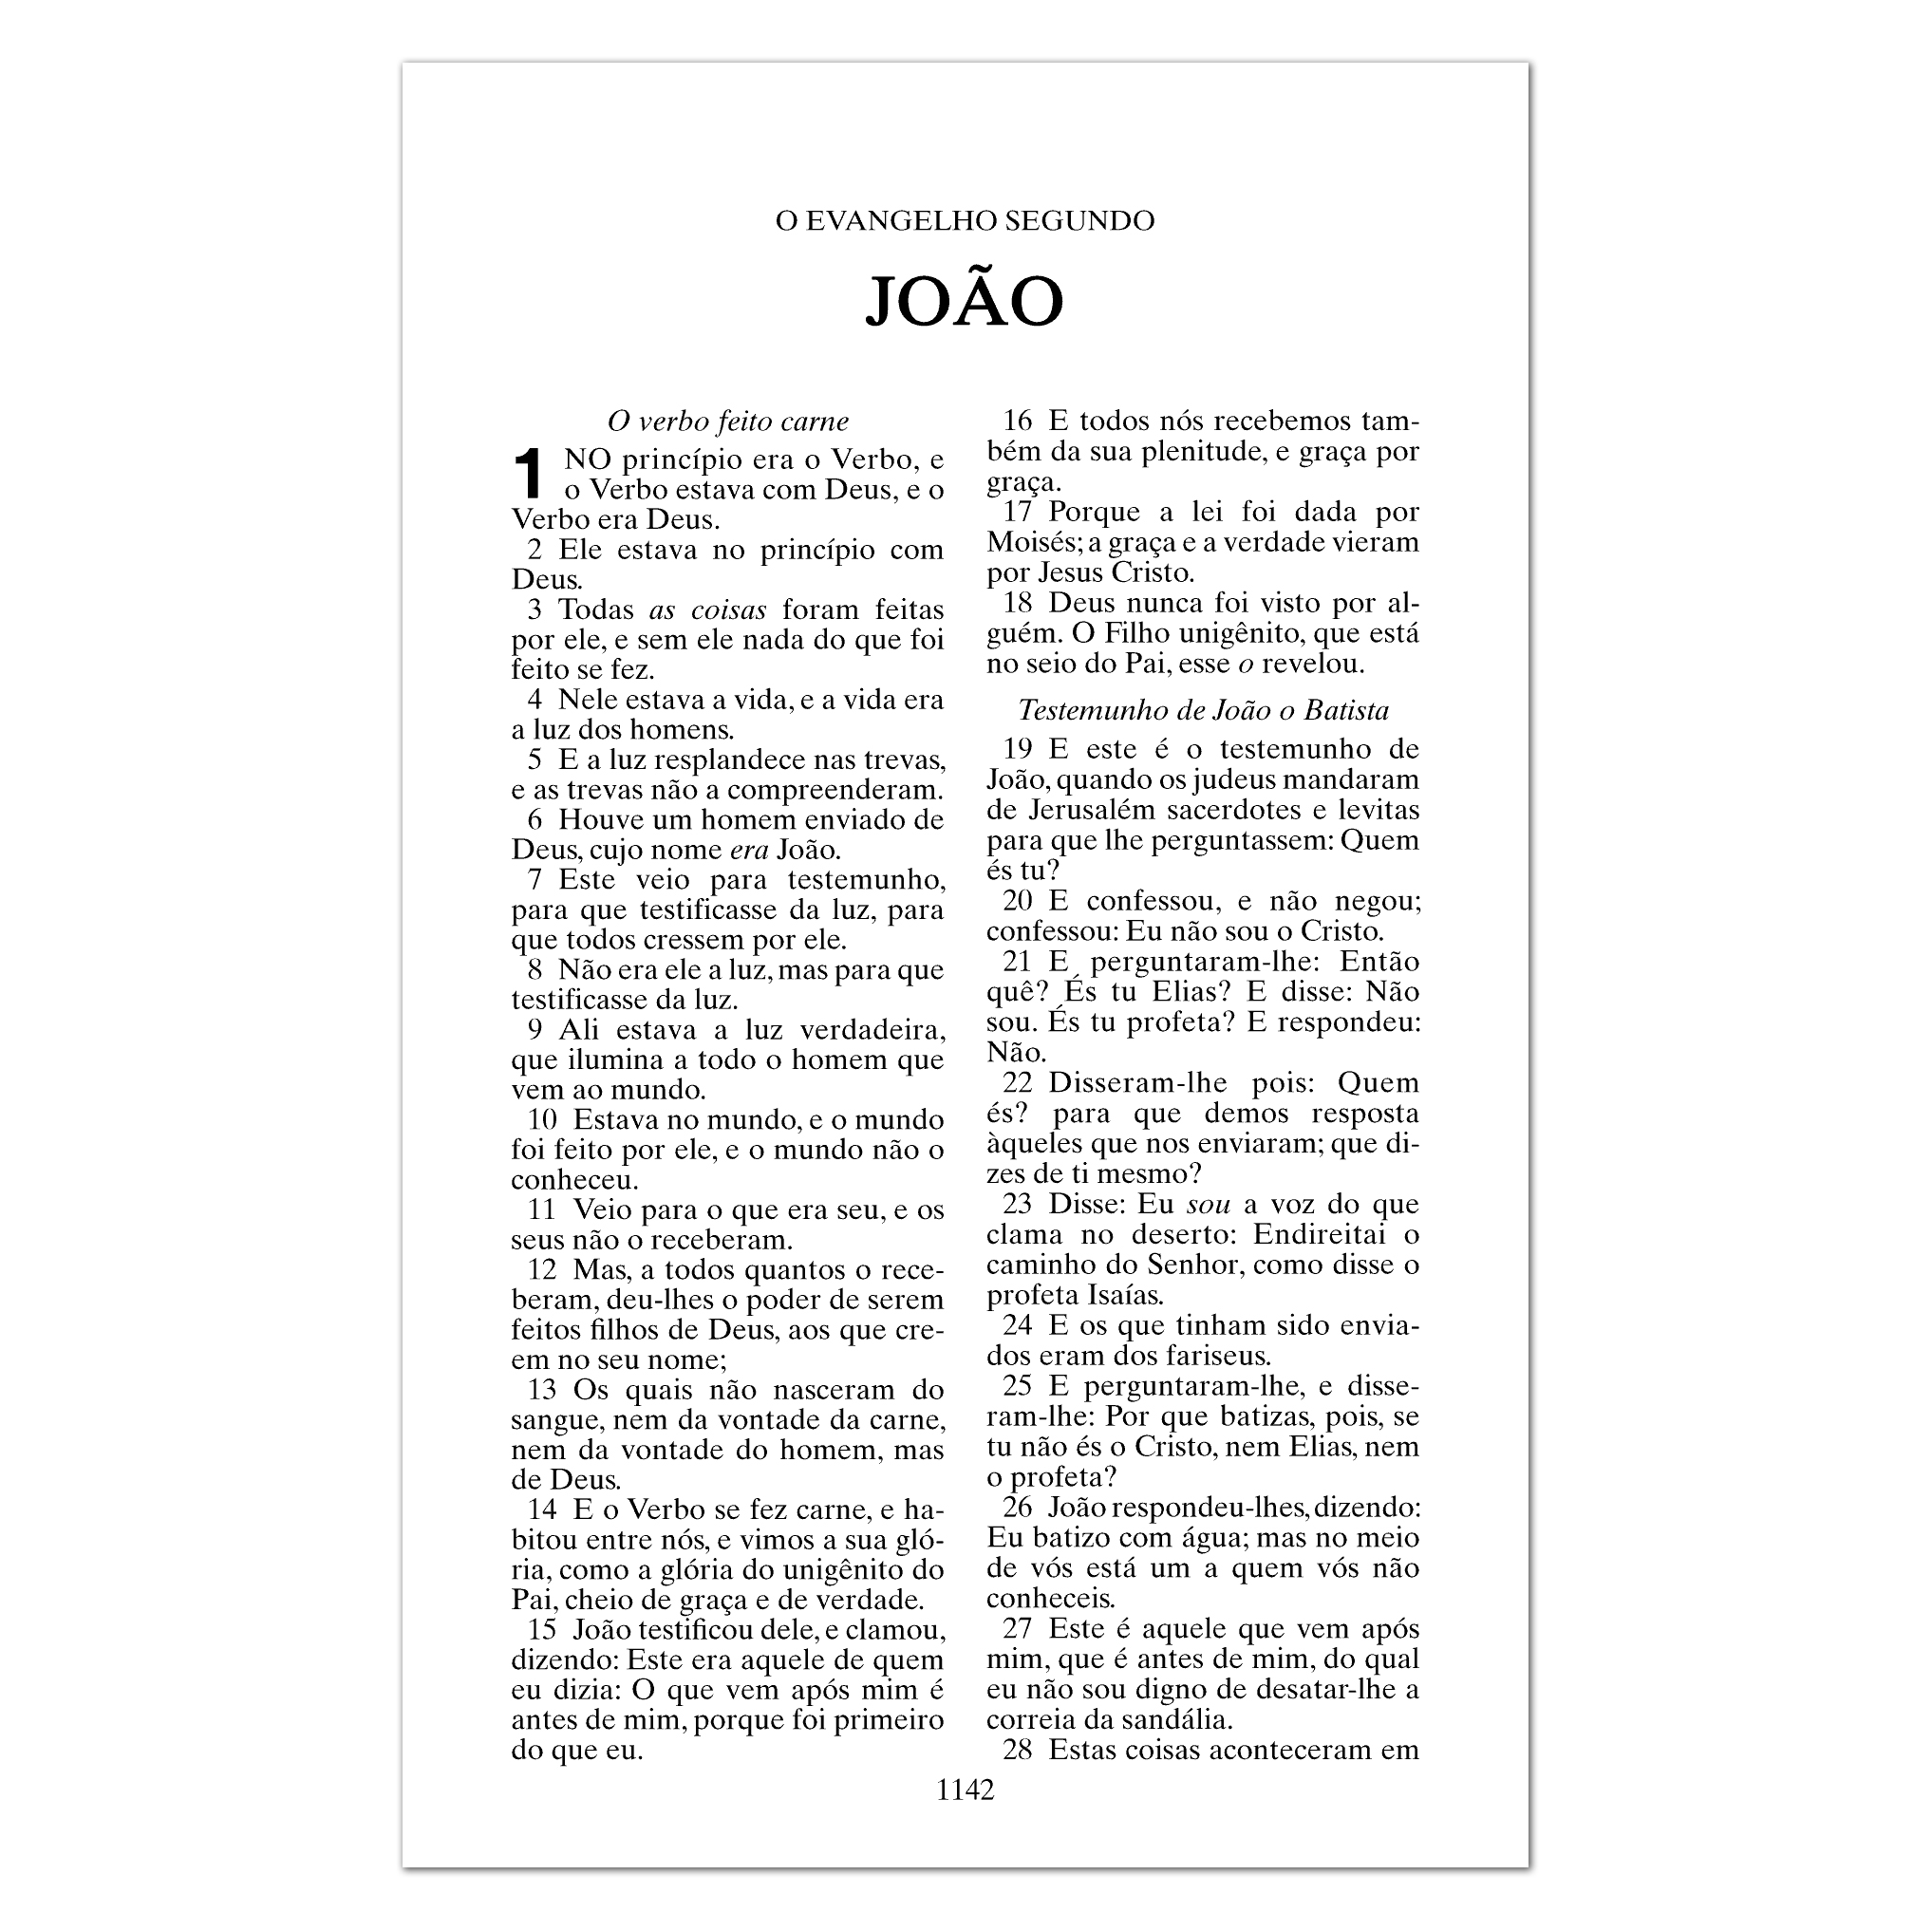 O EVANGELHO SEGUNDO
JOÃO
O verbo feito carne
1 NO princípio era o Verbo, e
o Verbo estava com Deus, e o
Verbo era Deus.
2 Ele estava no princípio com
Deus.
3 Todas as coisas foram feitas
por ele, e sem ele nada do que foi
feito se fez.
4 Nele estava a vida, e a vida era
a luz dos homens.
5 E a luz resplandece nas trevas,
e as trevas não a compreenderam.
6 Houve um homem enviado de
Deus, cujo nome era João.
7 Este veio para testemunho,
para que testificasse da luz, para
que todos cressem por ele.
8 Não era ele a luz, mas para que
testificasse da luz.
9 Ali estava a luz verdadeira,
que ilumina a todo o homem que
vem ao mundo.
10 Estava no mundo, e o mundo
foi feito por ele, e o mundo não o
conheceu.
11 Veio para o que era seu, e os
seus não o receberam.
12 Mas, a todos quantos o rece-
beram, deu-lhes o poder de serem
feitos filhos de Deus, aos que cre-
em no seu nome;
13 Os quais não nasceram do
sangue, nem da vontade da carne,
nem da vontade do homem, mas
de Deus.
14 E o Verbo se fez carne, e ha-
bitou entre nós, e vimos a sua gló-
ria, como a glória do unigênito do
Pai, cheio de graça e de verdade.
15 João testificou dele, e clamou,
dizendo: Este era aquele de quem
eu dizia: O que vem após mim é
antes de mim, porque foi primeiro
do que eu.
16 E todos nós recebemos tam-
bém da sua plenitude, e graça por
graça.
17 Porque a lei foi dada por
Moisés; a graça e a verdade vieram
por Jesus Cristo.
18 Deus nunca foi visto por al-
guém. O Filho unigênito, que está
no seio do Pai, esse o revelou.
Testemunho de João o Batista
19 E este é o testemunho de
João, quando os judeus mandaram
de Jerusalém sacerdotes e levitas
para que lhe perguntassem: Quem
és tu?
20 E confessou, e não negou;
confessou: Eu não sou o Cristo.
21 E perguntaram-lhe: Então
quê? És tu Elias? E disse: Não
sou. És tu profeta? E respondeu:
Não.
22 Disseram-lhe pois: Quem
és? para que demos resposta
àqueles que nos enviaram; que di-
zes de ti mesmo?
23 Disse: Eu sou a voz do que
clama no deserto: Endireitai o
caminho do Senhor, como disse o
profeta Isaías.
24 E os que tinham sido envia-
dos eram dos fariseus.
25 E perguntaram-lhe, e disse-
ram-lhe: Por que batizas, pois, se
tu não és o Cristo, nem Elias, nem
o profeta?
26 João respondeu-lhes, dizendo:
Eu batizo com água; mas no meio
de vós está um a quem vós não
conheceis.
27 Este é aquele que vem após
mim, que é antes de mim, do qual
eu não sou digno de desatar-lhe a
correia da sandália.
28 Estas coisas aconteceram em
1142